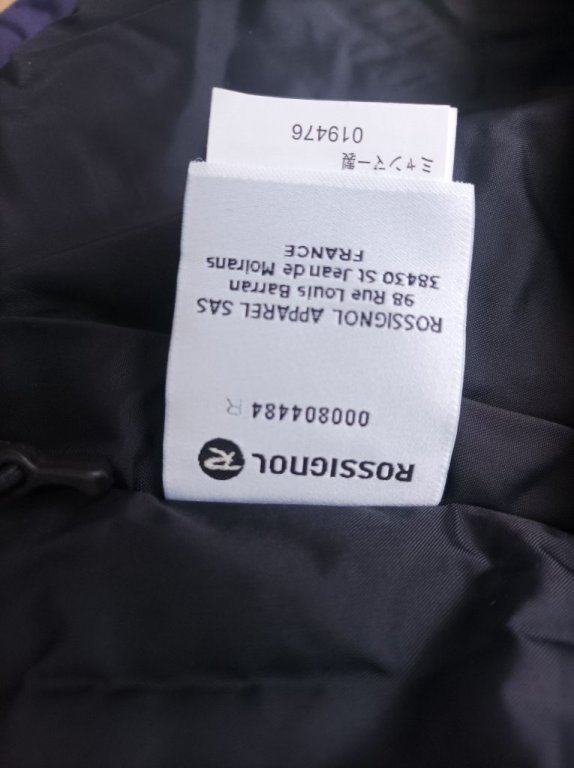 ROSSIGNOL
000804484 R
ROSSIGNOL APPAREL SAS
98 Rue Louis Barran
38430 St Jean de Moirans
FRANCE
ミャンマー製
019476